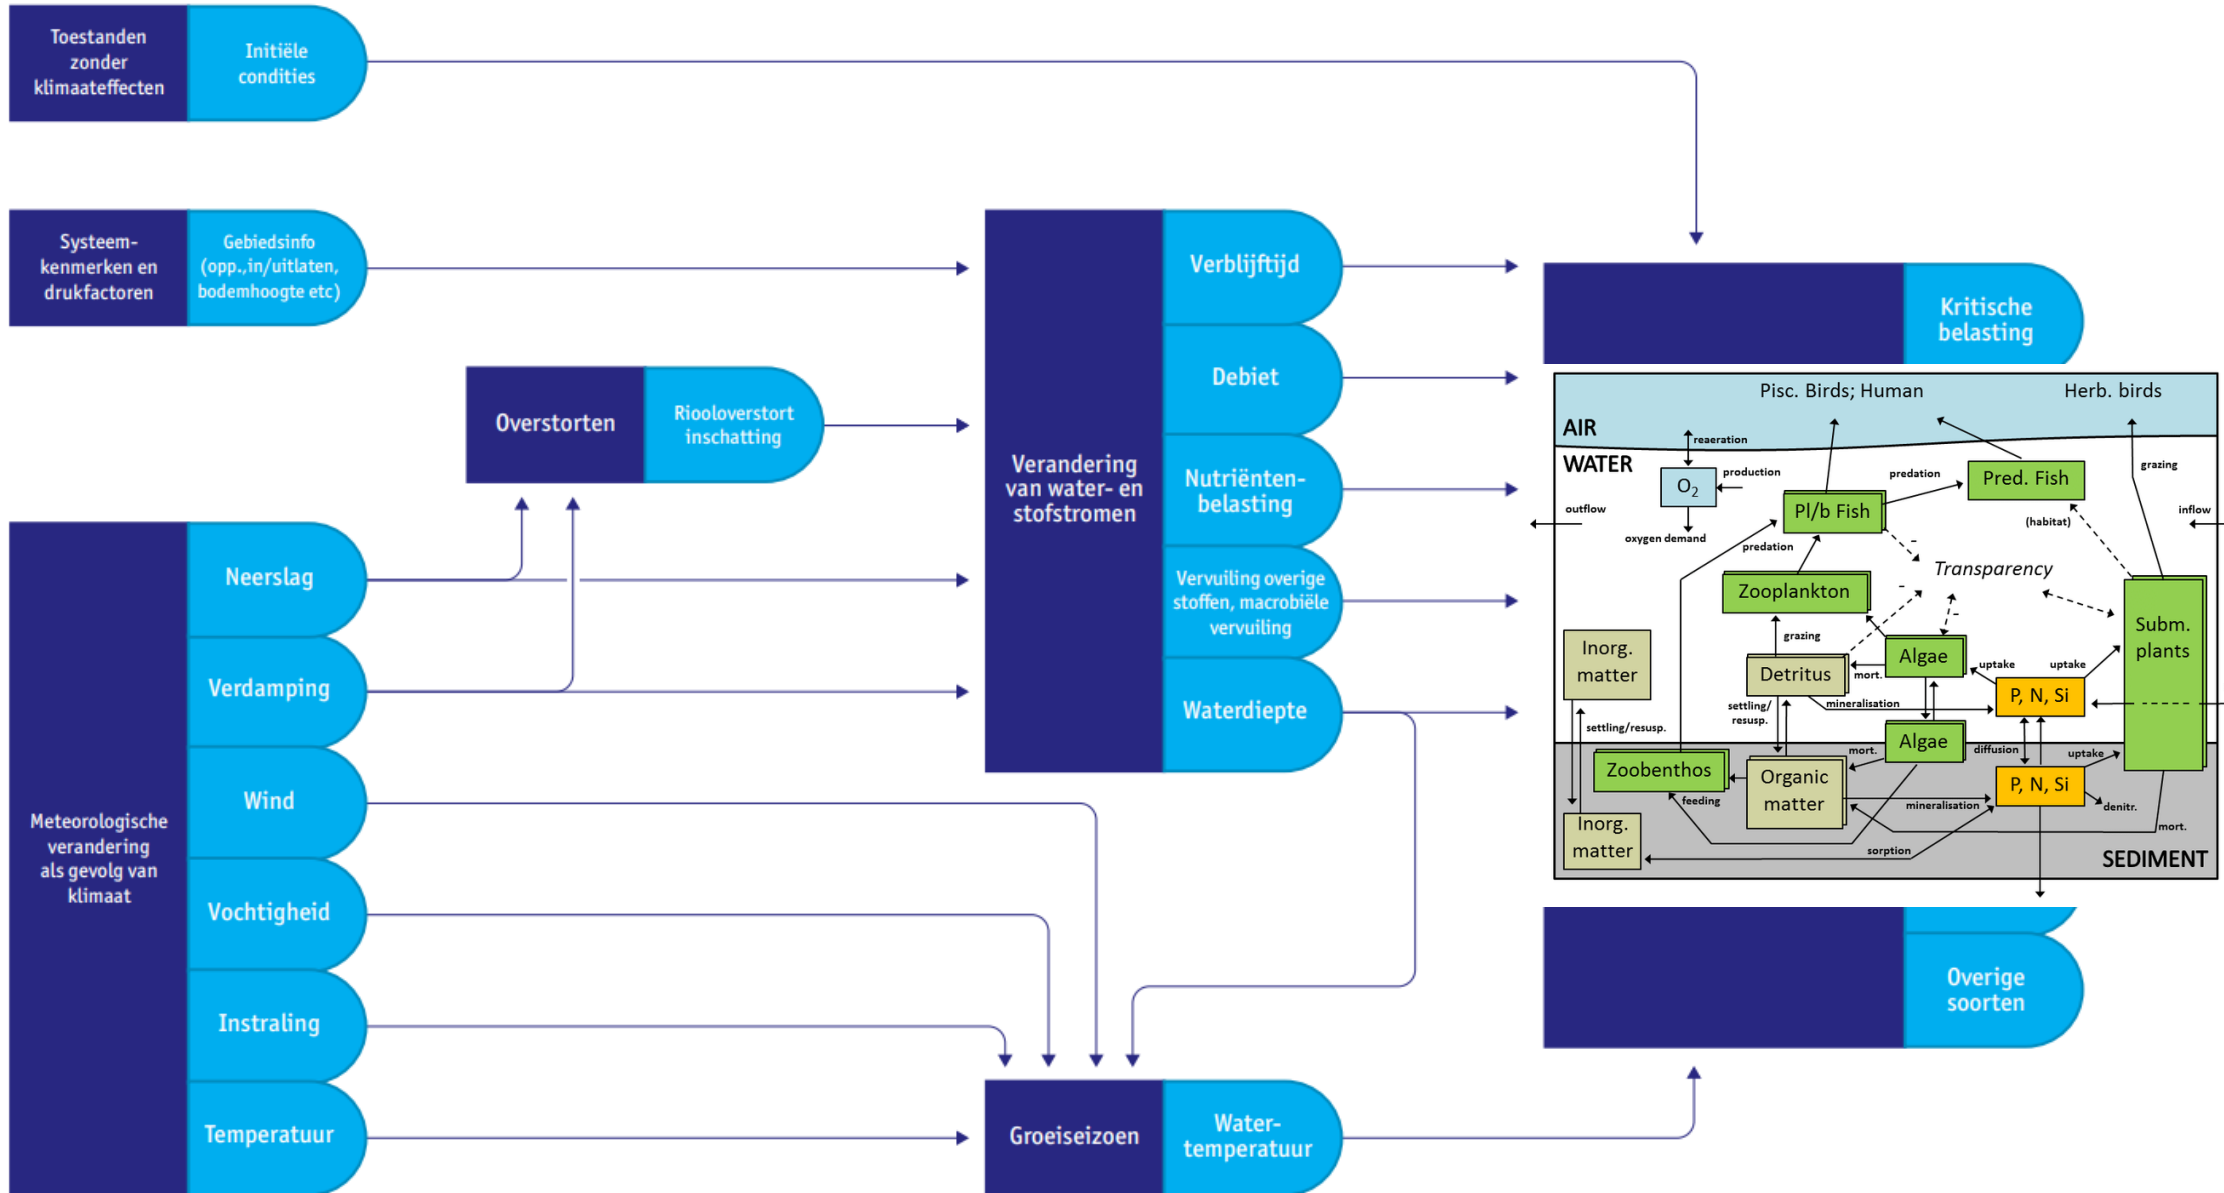 Toestanden
zonder
klimaateffecten
Initiële
condities
Systeem-
kenmerken en
drukfactoren
Gebiedsinfo
(opp.,in/uitlaten,
bodemhoogte etc)
Overstorten
Riooloverstort
inschatting
Meteorologische
verandering
als gevolg van
klimaat
Neerslag
Verdamping
Wind
Vochtigheid
Instraling
Temperatuur
Verandering
van water- en
stofstromen
Verblijftijd
Debiet
Nutriënten-
belasting
Vervuiling overige
stoffen, macrobiële
vervuiling
Waterdiepte
Groeiseizoen
Water-
temperatuur
Kritische
belasting
Pisc. Birds; Human
Herb. birds
AIR
reaeration
WATER
O2
production
predation
Pred. Fish
grazing
outflow
Pl/b Fish
(habitat)
inflow
oxygen demand
predation
-
Transparency
-
Zooplankton
-
grazing
Subm.
plants
Inorg.
matter
Algae
Detritus
mort.
uptake
uptake
P, N, Si
settling/
resusp.
mineralisation
settling/resusp.
Algae
mort.
diffusion
uptake
Zoobenthos
Organic
matter
P, N, Si
feeding
mineralisation
denitr.
Inorg.
matter
mort.
sorption
SEDIMENT
Overige
soorten